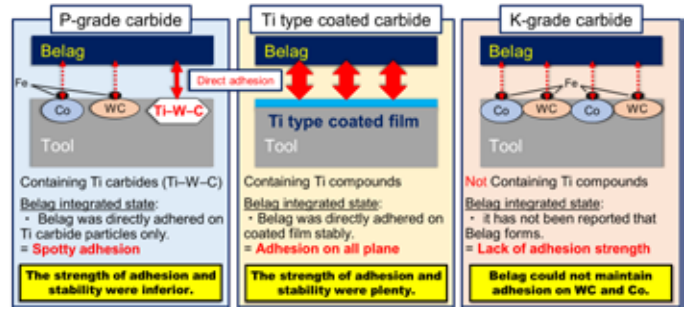 P-grade carbide
Belag
Fe
Co
WC
Ti–W–C
Tool
Containing Ti carbides (Ti–W–C)
Belag integrated state:
・ Belag was directly adhered on
Ti carbide particles only.
= Spotty adhesion
The strength of adhesion and
stability were inferior.
Direct adhesion
Ti type coated carbide
Belag
Ti type coated film
Tool
Containing Ti compounds
Belag integrated state:
・ Belag was directly adhered on
coated film stably.
= Adhesion on all plane
The strength of adhesion and
stability were plenty.
K-grade carbide
Belag
Fe
Co
WC
Co
WC
Tool
Not Containing Ti compounds
Belag integrated state:
・ it has not been reported that
Belag forms.
= Lack of adhesion strength
Belag could not maintain
adhesion on WC and Co.